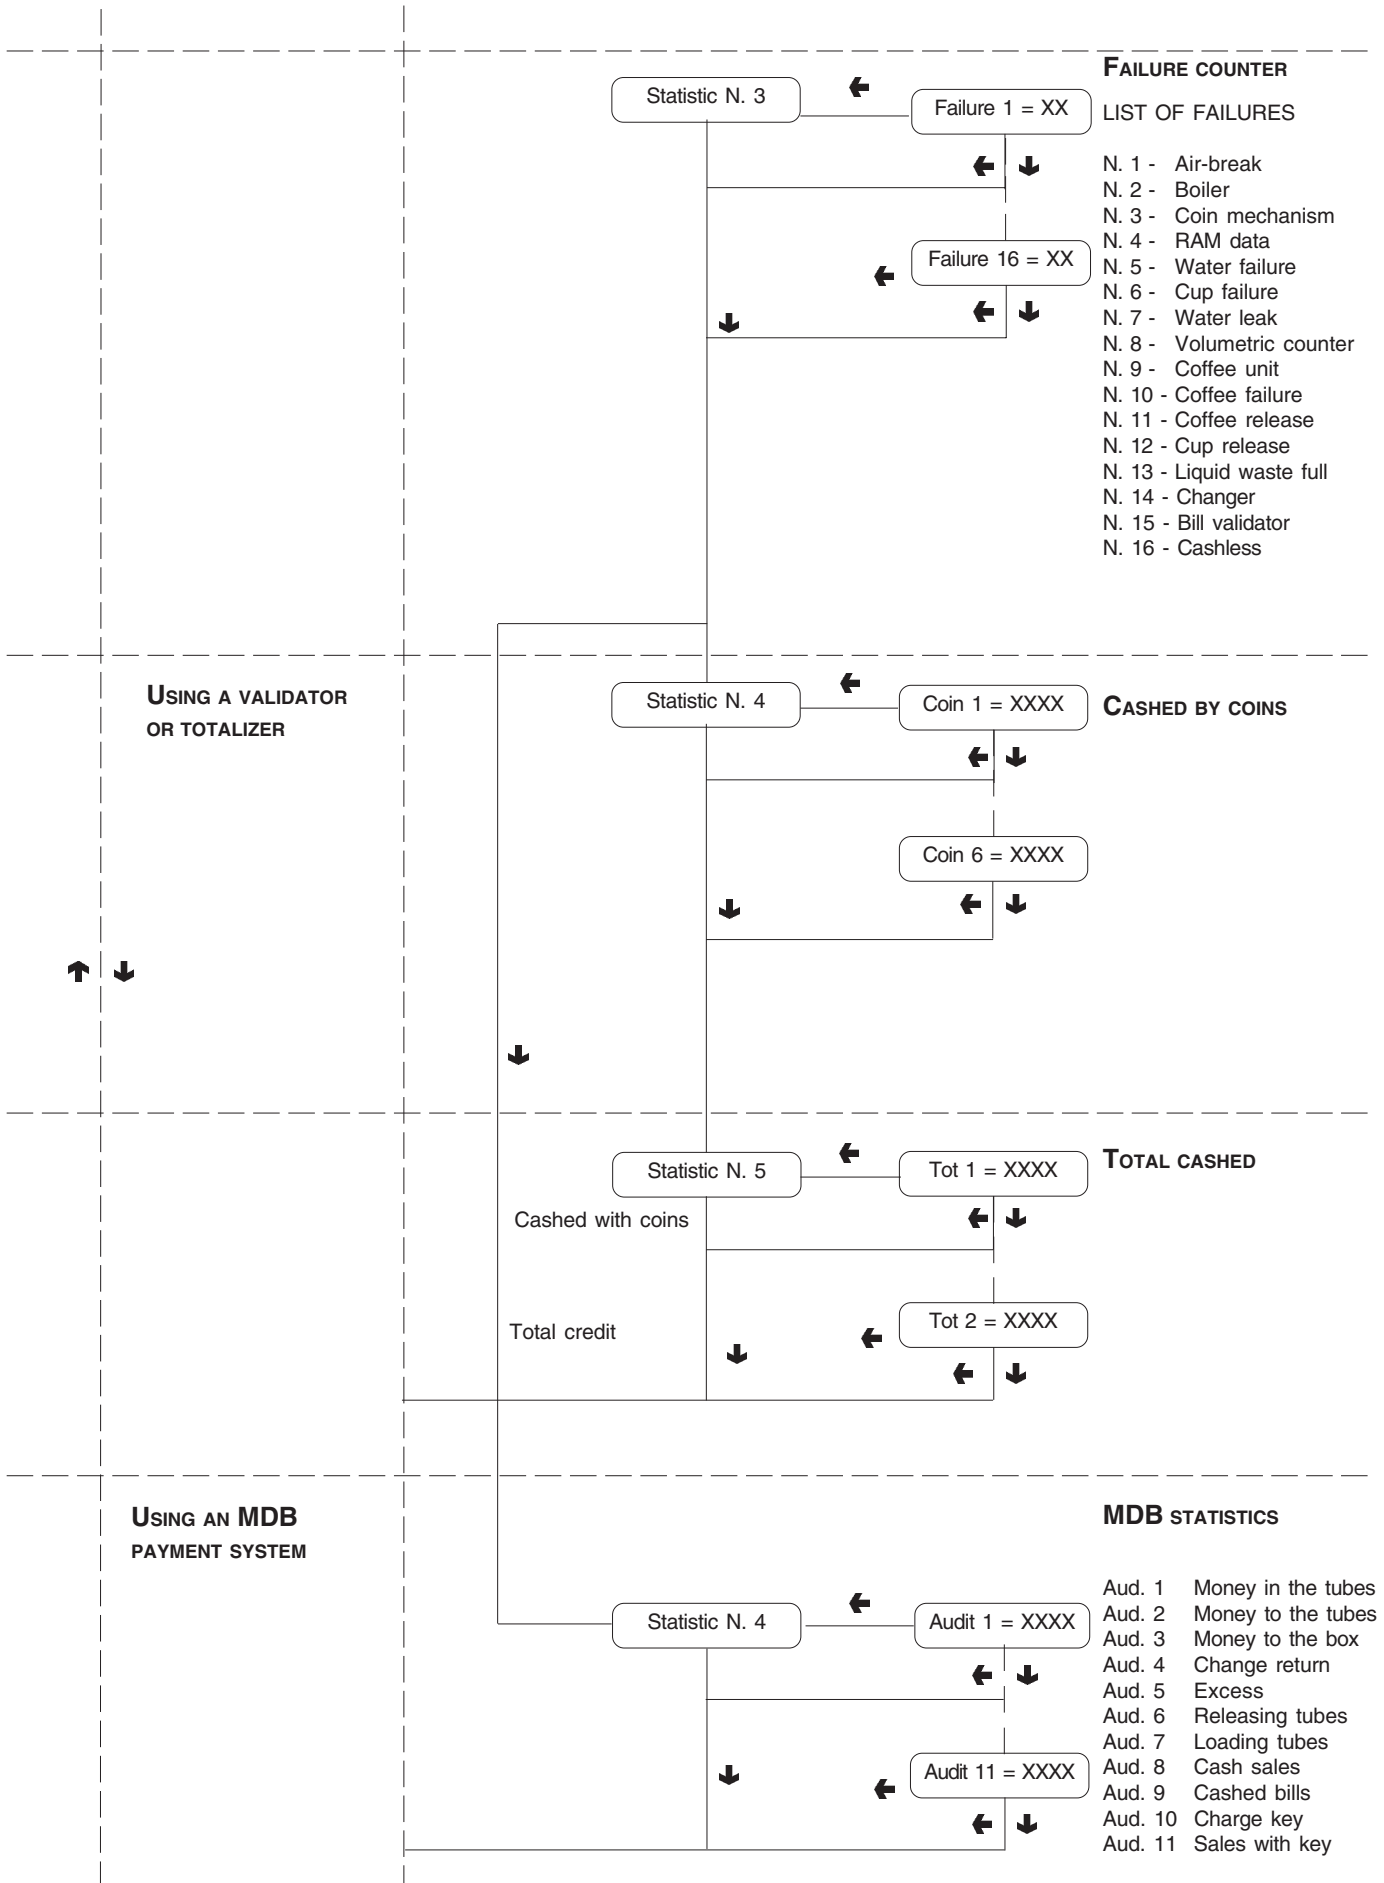 FAILURE COUNTER
Statistic N. 3
Failure 1 = XX
LIST OF FAILURES
N. 1 - Air-break
N. 2 - Boiler
N. 3 - Coin mechanism
N. 4 - RAM data
N. 5 - Water failure
N. 6 - Cup failure
N. 7 - Water leak
N. 8 - Volumetric counter
N. 9 - Coffee unit
N. 10 - Coffee failure
N. 11 - Coffee release
N. 12 - Cup release
N. 13 - Liquid waste full
N. 14 - Changer
N. 15 - Bill validator
N. 16 - Cashless
Failure 16 = XX
USING A VALIDATOR
OR TOTALIZER
Statistic N. 4
Coin 1 = XXXX
CASHED BY COINS
Coin 6 = XXXX
Statistic N. 5
Tot 1 = XXXX
TOTAL CASHED
Cashed with coins
Total credit
Tot 2 = XXXX
USING AN MDB
PAYMENT SYSTEM
MDB STATISTICS
Statistic N. 4
Audit 1 = XXXX
Audit 11 = XXXX
Aud. 1 Money in the tubes
Aud. 2 Money to the tubes
Aud. 3 Money to the box
Aud. 4 Change return
Aud. 5 Excess
Aud. 6 Releasing tubes
Aud. 7 Loading tubes
Aud. 8 Cash sales
Aud. 9 Cashed bills
Aud. 10 Charge key
Aud. 11 Sales with key